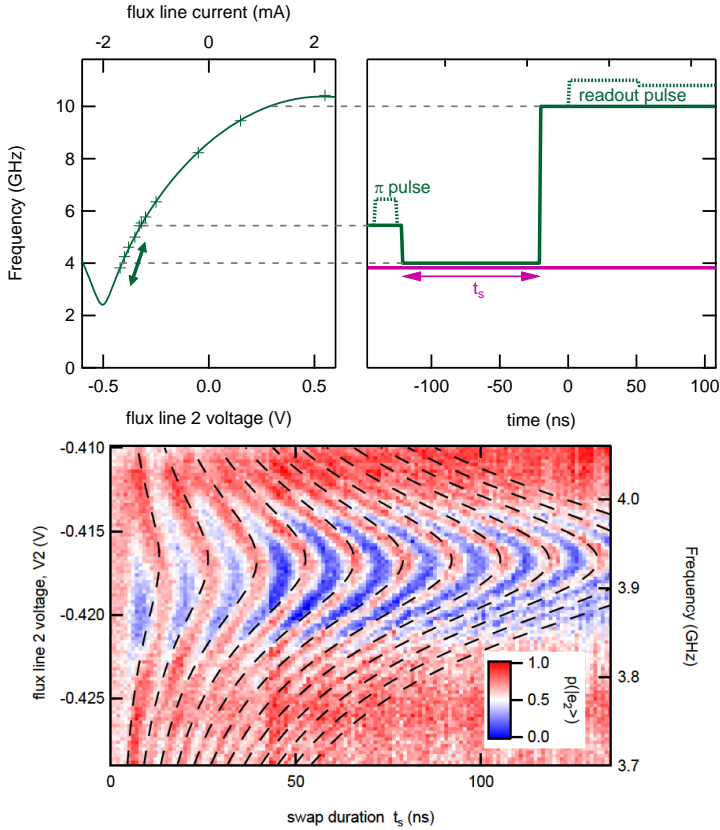 flux line current (mA)
-2 0 2
Frequency (GHz)
10
8
6
4
2
0
-0.5 0.0 0.5
flux line 2 voltage (V)
readout pulse
π pulse
ts
-100 -50 0 50 100
time (ns)
flux line 2 voltage, V2 (V)
-0.410
-0.415
-0.420
-0.425
4.0
3.9
3.8
3.7
Frequency (GHz)
1.0
0.5
0.0
p(|e2>)
0 50 100
swap duration ts (ns)